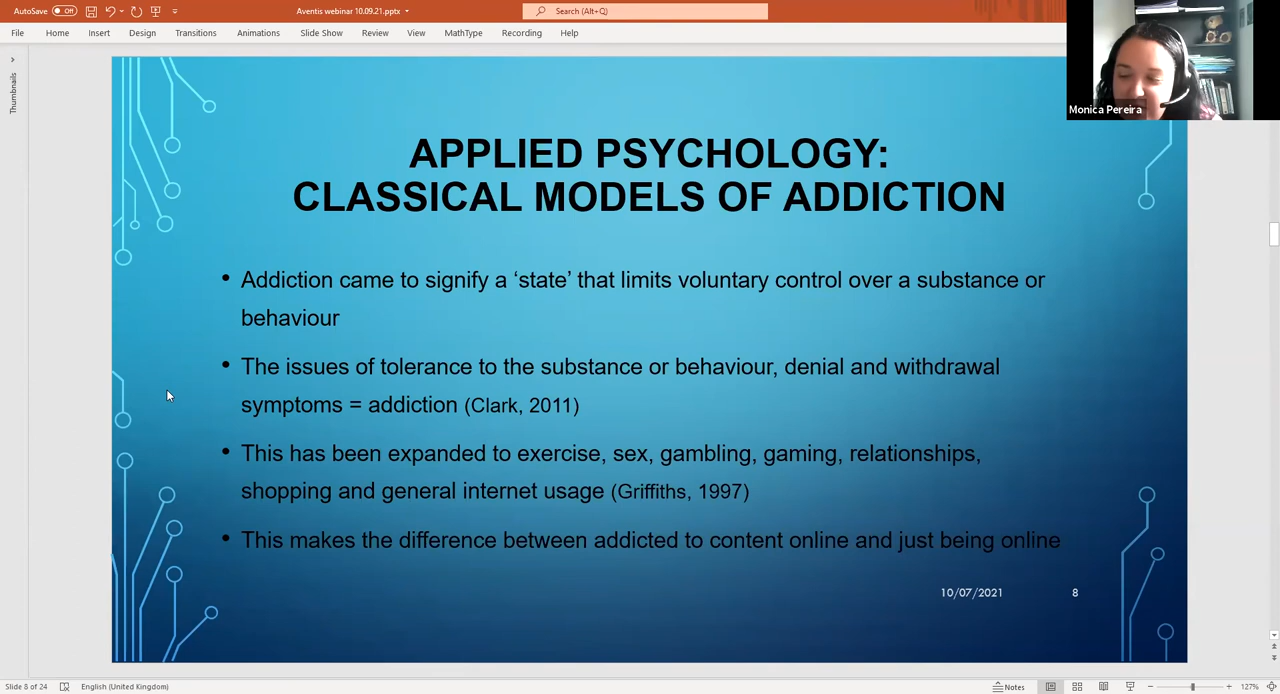 AutoSave Off Aventis webinar 10.09.21.pptx Search (Alt+Q)
File Home Insert Design Transitions Animations Slide Show Review View MathType Recording Help
Thumbnails
Monica Pereira
APPLIED PSYCHOLOGY:
CLASSICAL MODELS OF ADDICTION
• Addiction came to signify a ‘state’ that limits voluntary control over a substance or
behaviour
• The issues of tolerance to the substance or behaviour, denial and withdrawal
symptoms = addiction (Clark, 2011)
• This has been expanded to exercise, sex, gambling, gaming, relationships,
shopping and general internet usage (Griffiths, 1997)
• This makes the difference between addicted to content online and just being online
10/07/2021 8
Slide 8 of 24 English (United Kingdom) Notes 127%